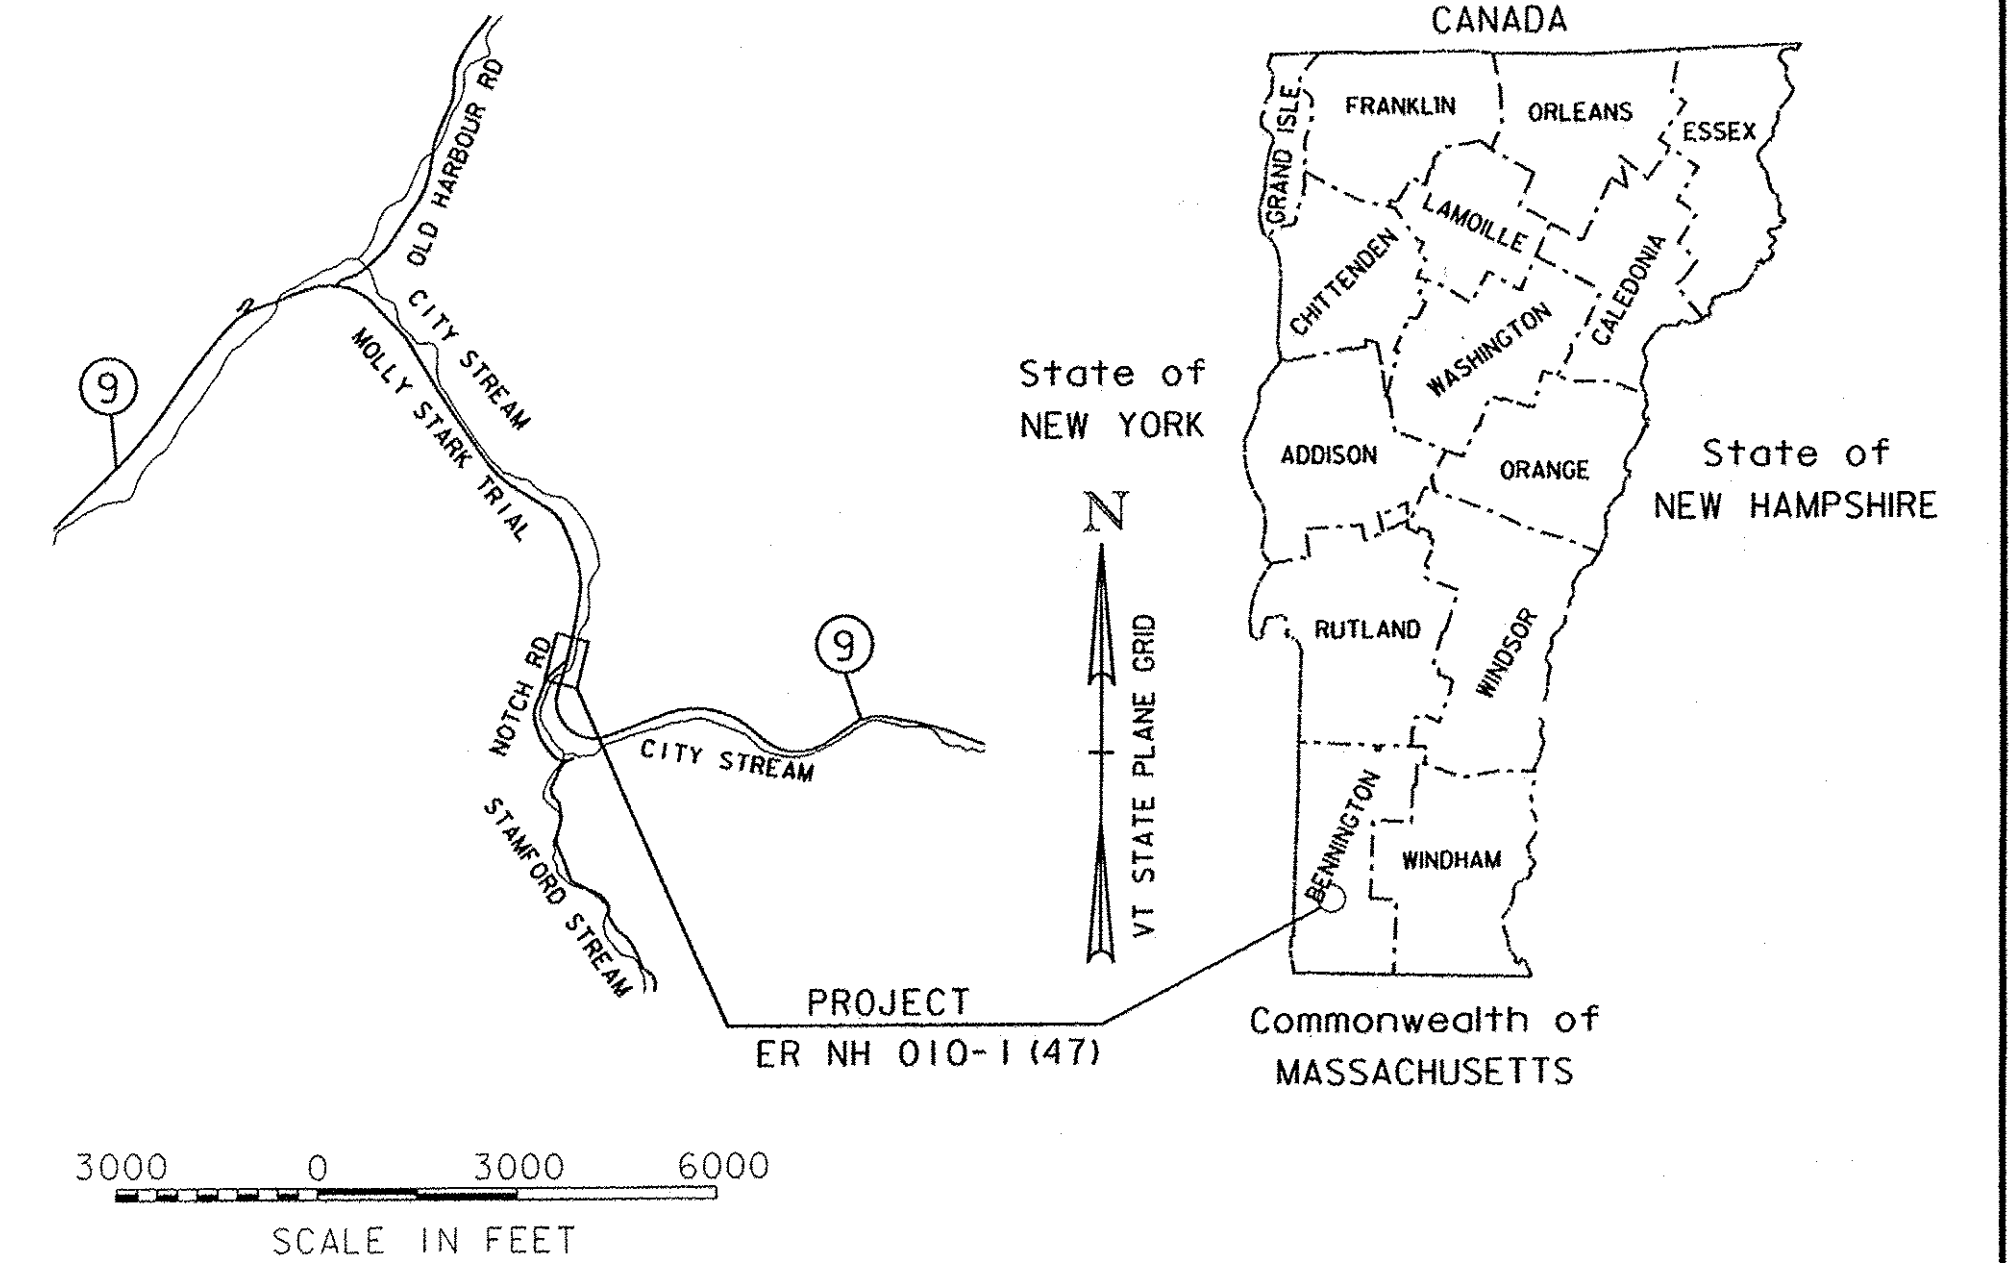 OLD HARBOUR RD
CITY STREAM
MOLLY STARK TRIAL
9
NOTCH RD
9
CITY STREAM
STAMFORD STREAM
PROJECT
ER NH 010-1(47)
3000 0 3000 6000
SCALE IN FEET
N
VT STATE PLANE GRID
CANADA
GRAND ISLE
FRANKLIN
ORLEANS
ESSEX
LAMOILLE
CHITTENDEN
CALEDONIA
WASHINGTON
State of
NEW YORK
ADDISON
ORANGE
State of
NEW HAMPSHIRE
RUTLAND
WINDSOR
BENNINGTON
WINDHAM
Commonwealth of
MASSACHUSETTS